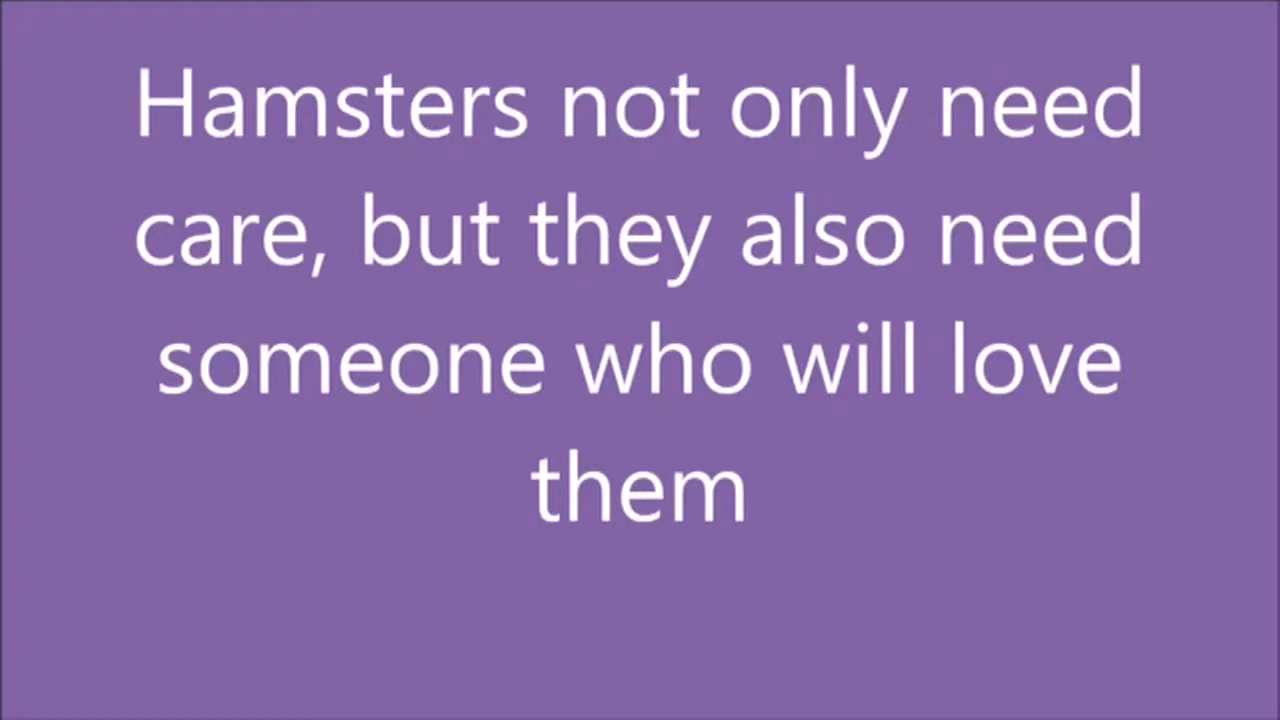 Hamsters not only need
care, but they also need
someone who will love
them